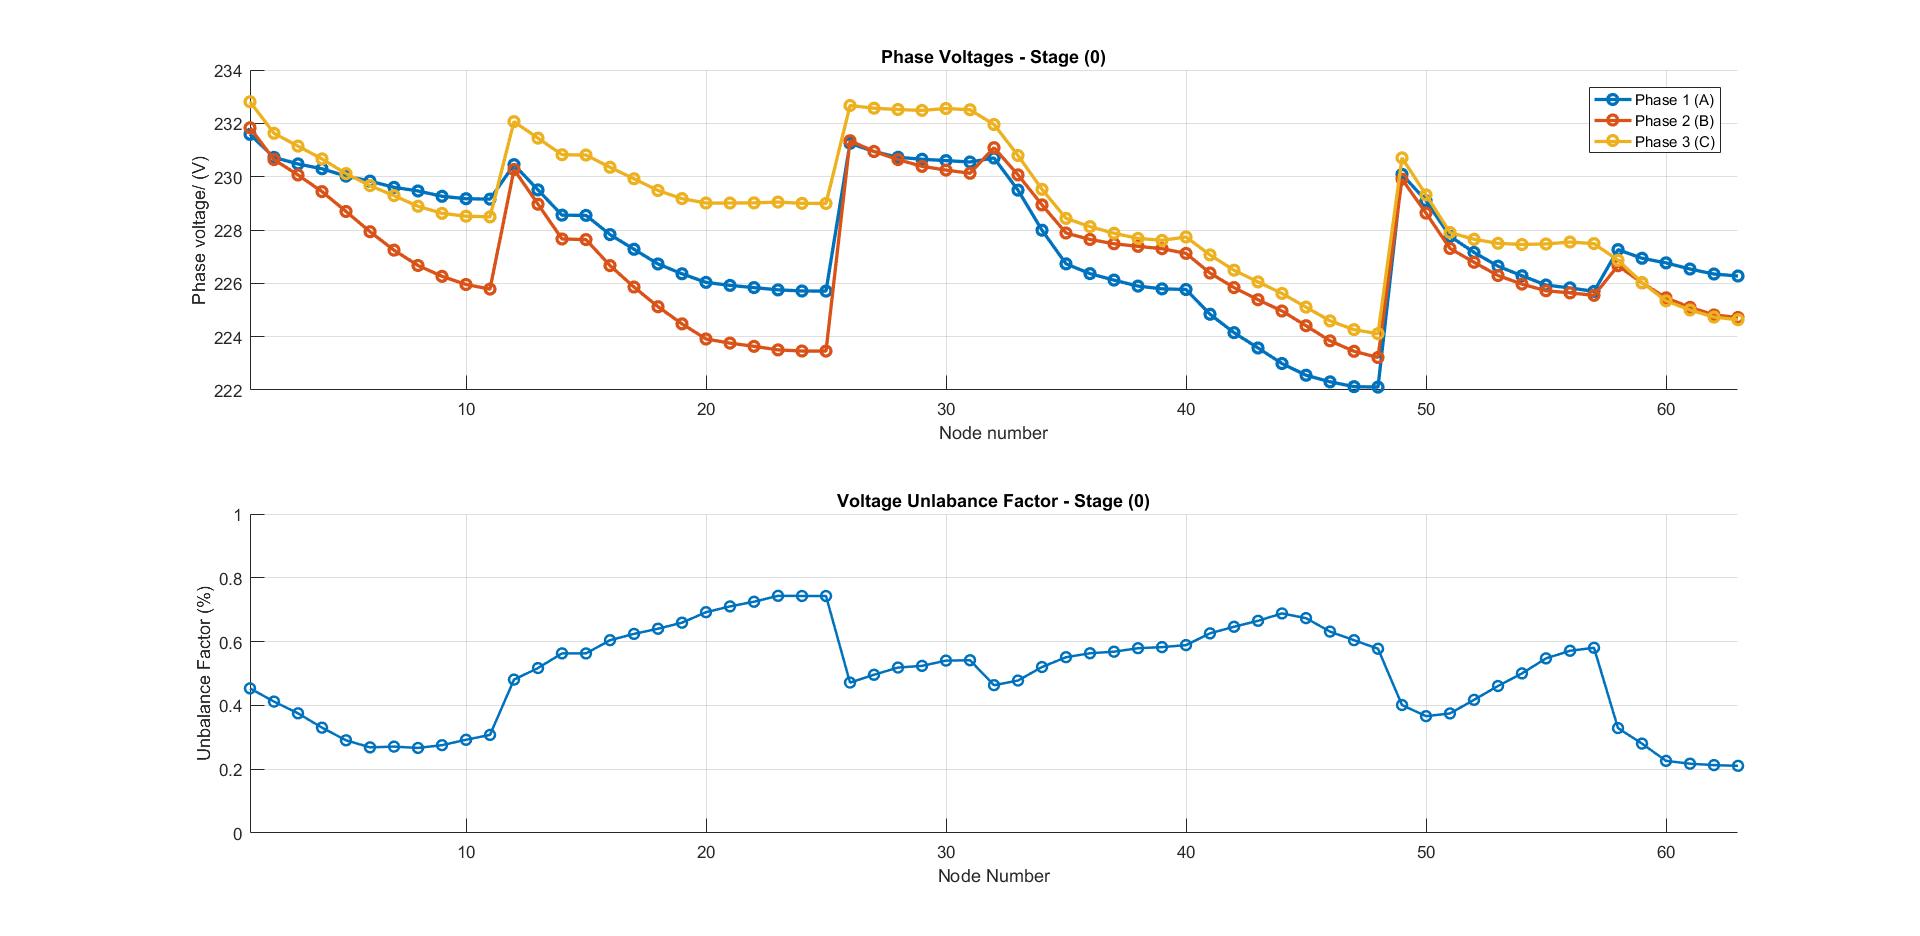 Phase Voltages - Stage (0)
Phase voltage/ (V)
234
232
230
228
226
224
222
Phase 1 (A)
Phase 2 (B)
Phase 3 (C)
10 20 30 40 50 60
Node number
Voltage Unlabance Factor - Stage (0)
Unbalance Factor (%)
1
0.8
0.6
0.4
0.2
0
10 20 30 40 50 60
Node Number